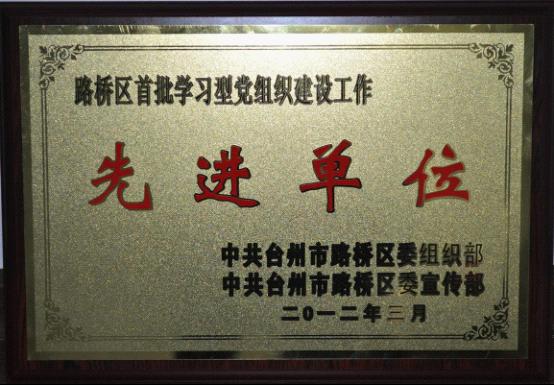 路桥区首批学习型党组织建设工作
先进单位
中共台州市路桥区委组织部
中共台州市路桥区委宣传部
二〇一二年三月